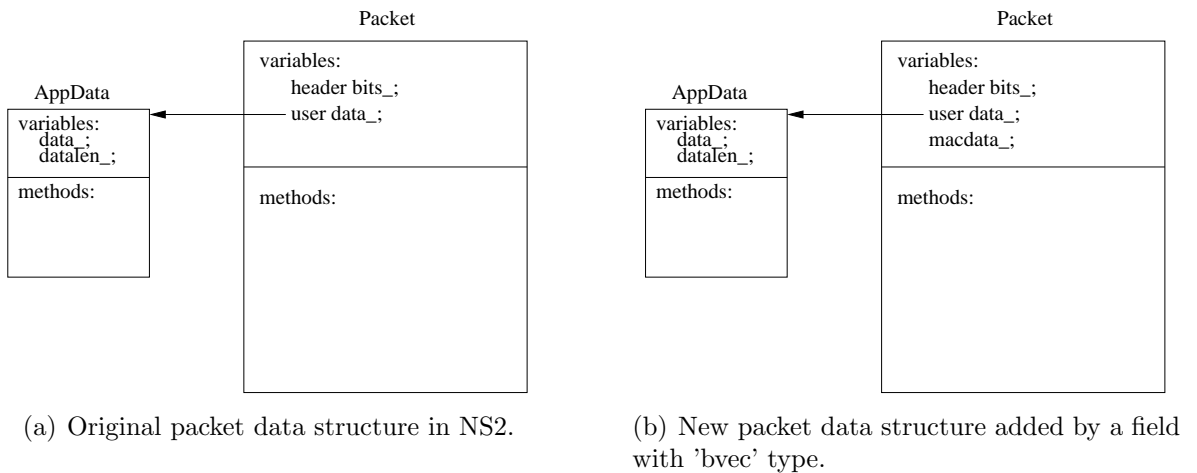 Packet
variables:
header bits_;
user data_;
methods:
AppData
variables:
data_;
datalen_;
methods:
(a) Original packet data structure in NS2.
Packet
variables:
header bits_;
user data_;
macdata_;
methods:
AppData
variables:
data_;
datalen_;
methods:
(b) New packet data structure added by a field
with 'bvec' type.